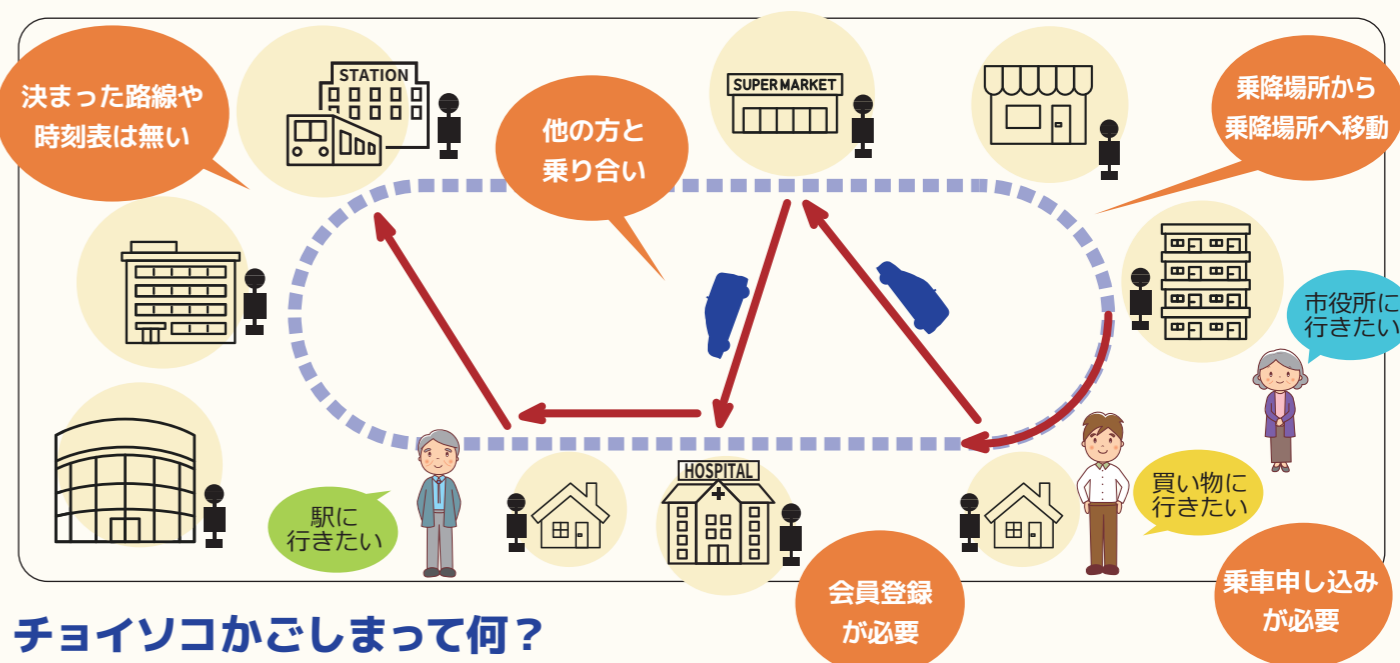 決まった路線や
時刻表は無い
STATION
他の方と
乗り合い
SUPER MARKET
乗降場所から
乗降場所へ移動
市役所に
行きたい
駅に
行きたい
HOSPITAL
買い物に
行きたい
会員登録
が必要
乗車申し込み
が必要
チョイソコかごしまって何？